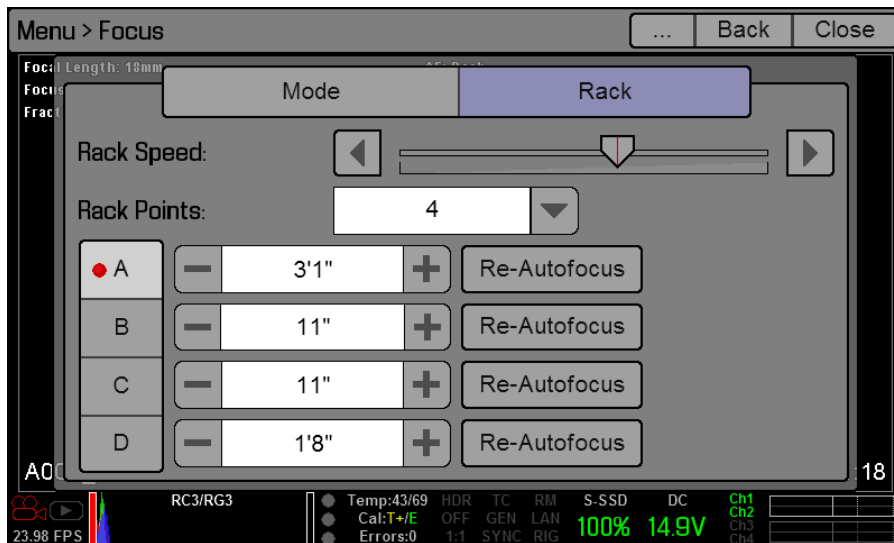 Menu > Focus
... Back Close
Focal Length: 18mm
Focus
Fract
Mode Rack
Rack Speed:
Rack Points: 4
A 3'1" Re-Autofocus
B 11" Re-Autofocus
C 11" Re-Autofocus
D 1'8" Re-Autofocus
:18
RC3/RG3 Temp:43/69 HDR TC RM S-SSD DC Ch1
Cal:T+/E OFF GEN LAN 100% 14.9V Ch2
23.98 FPS Errors:0 1:1 SYNC RIG Ch3
Ch4